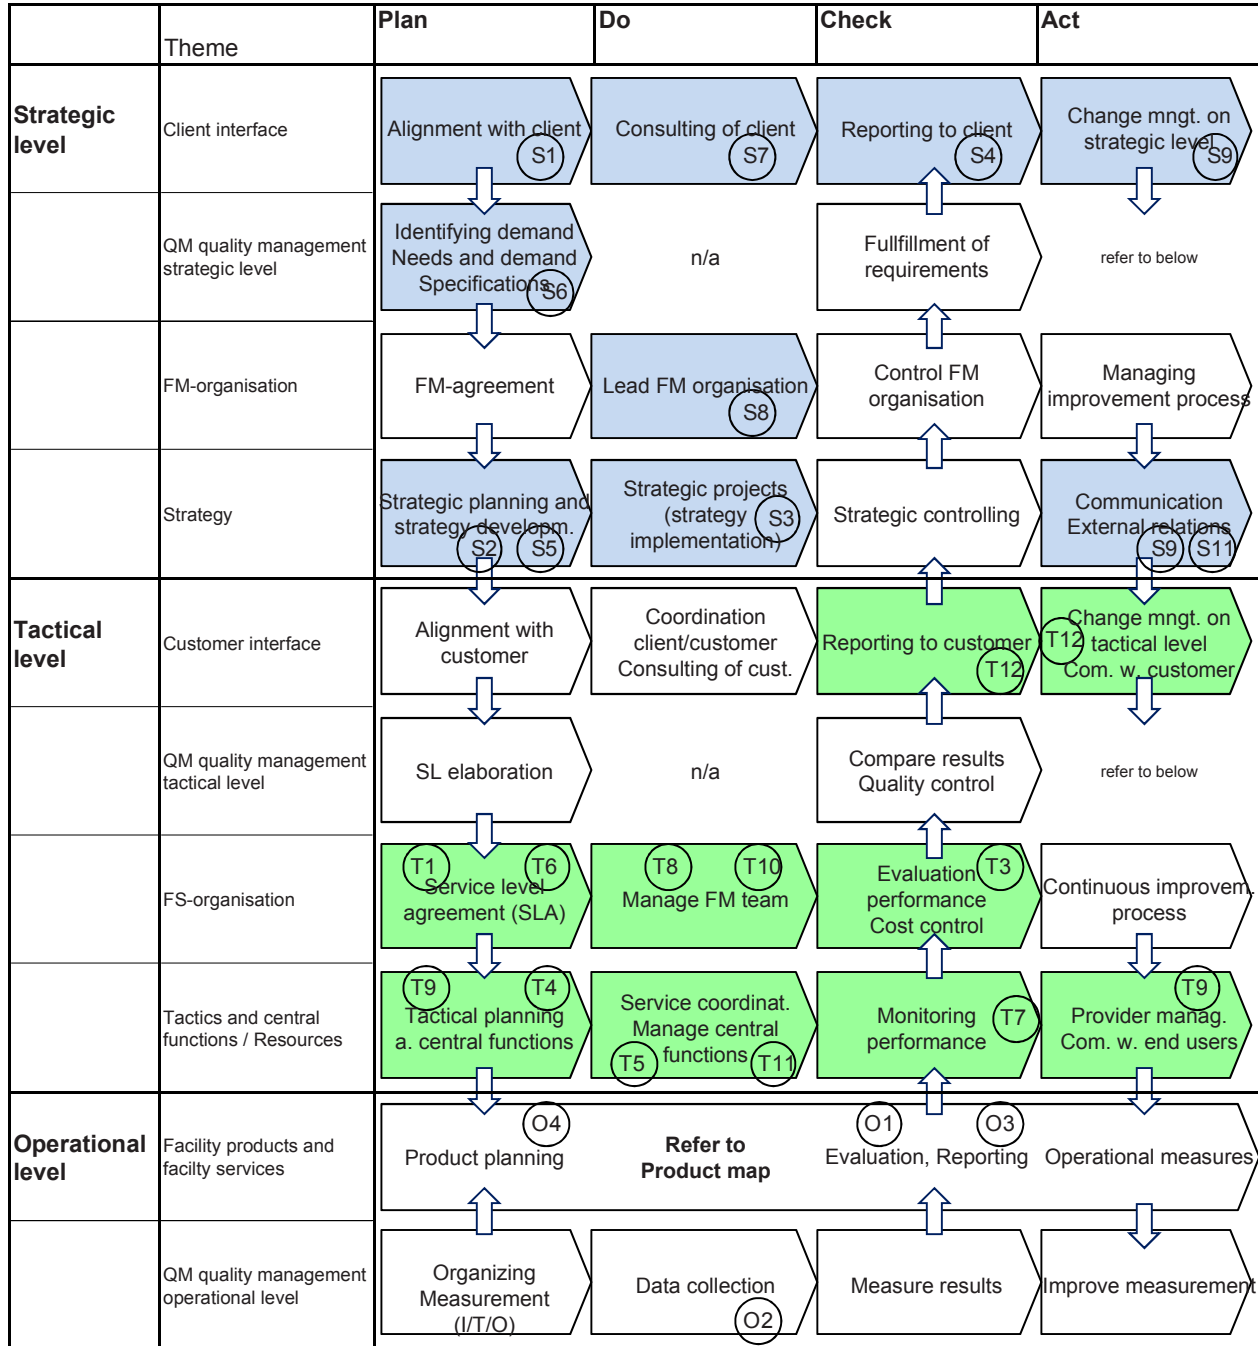 Plan
Do
Check
Act
Theme
Strategic
level
Client interface
Alignment with client
S1
Consulting of client
S7
Reporting to client
S4
Change mngt. on
strategic level
S9
QM quality management
strategic level
Identifying demand
Needs and demand
Specifications
S6
n/a
Fullfillment of
requirements
refer to below
FM-organisation
FM-agreement
Lead FM organisation
S8
Control FM
organisation
Managing
improvement process
Strategy
Strategic planning and
strategy developm.
S2
S5
Strategic projects
(strategy
implementation)
S3
Strategic controlling
Communication
External relations
S9
S11
Tactical
level
Customer interface
Alignment with
customer
Coordination
client/customer
Consulting of cust.
Reporting to customer
T12
Change mngt. on
T12
tactical level
Com. w. customer
QM quality management
tactical level
SL elaboration
n/a
Compare results
Quality control
refer to below
FS-organisation
T1
T6
Service level
agreement (SLA)
T8
T10
Manage FM team
Evaluation
T3
performance
Cost control
Continuous improvem.
process
Tactics and central
functions / Resources
T9
T4
Tactical planning
a. central functions
Service coordinat.
Manage central
functions
T5
T11
Monitoring
performance
T7
T9
Provider manag.
Com. w. end users
Operational
level
Facility products and
facilty services
O4
Product planning
Refer to
Product map
O1
O3
Evaluation, Reporting
Operational measures
QM quality management
operational level
Organizing
Measurement
(I/T/O)
Data collection
O2
Measure results
Improve measurement